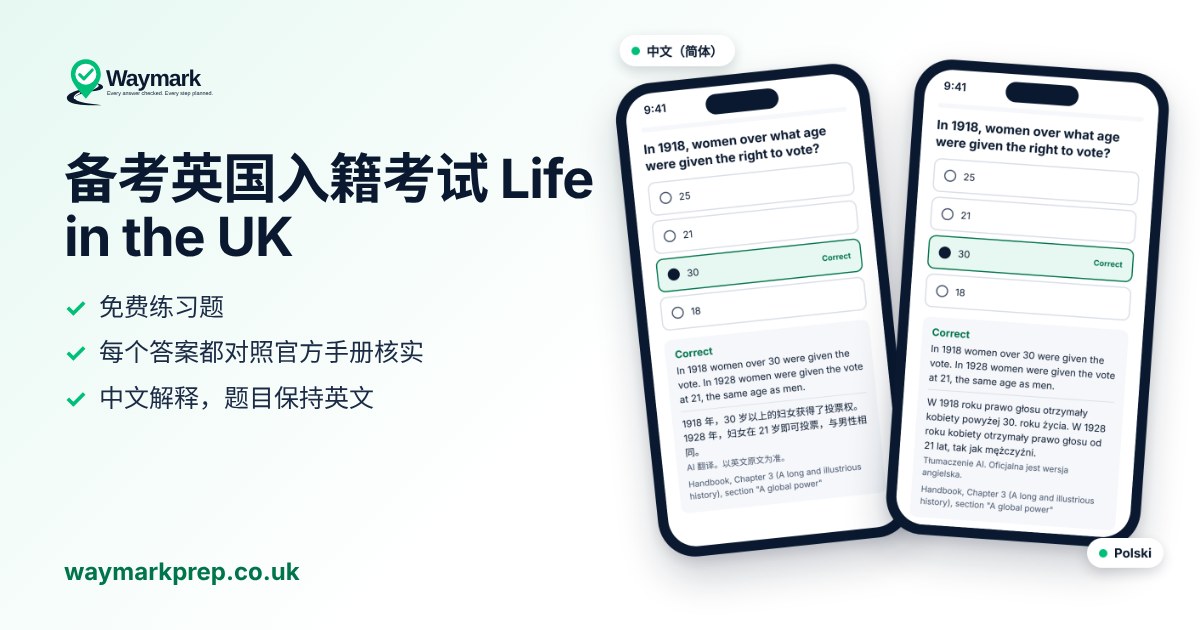 Waymark
Every answer checked. Every step planned.
备考英国入籍考试 Life
in the UK
免费练习题
每个答案都对照官方手册核实
中文解释，题目保持英文
waymarkprep.co.uk
中文（简体）
9:41
In 1918, women over what age
were given the right to vote?
25
21
30
Correct
18
Correct
In 1918 women over 30 were given the
vote. In 1928 women were given the vote
at 21, the same age as men.
1918 年，30 岁以上的妇女获得了投票权。
1928 年，妇女在 21 岁即可投票，与男性相
同。
AI 翻译。以英文原文为准。
Handbook, Chapter 3 (A long and illustrious
history), section "A global power"
9:41
In 1918, women over what age
were given the right to vote?
25
21
30
Correct
18
Correct
In 1918 women over 30 were given the
vote. In 1928 women were given the vote
at 21, the same age as men.
W 1918 roku prawo głosu otrzymały
kobiety powyżej 30. roku życia. W 1928
roku kobiety otrzymały prawo głosu od
21 lat, tak jak mężczyźni.
Tłumaczenie AI. Oficjalna jest wersja
angielska.
Handbook, Chapter 3 (A long and illustrious
history), section "A global power"
Polski